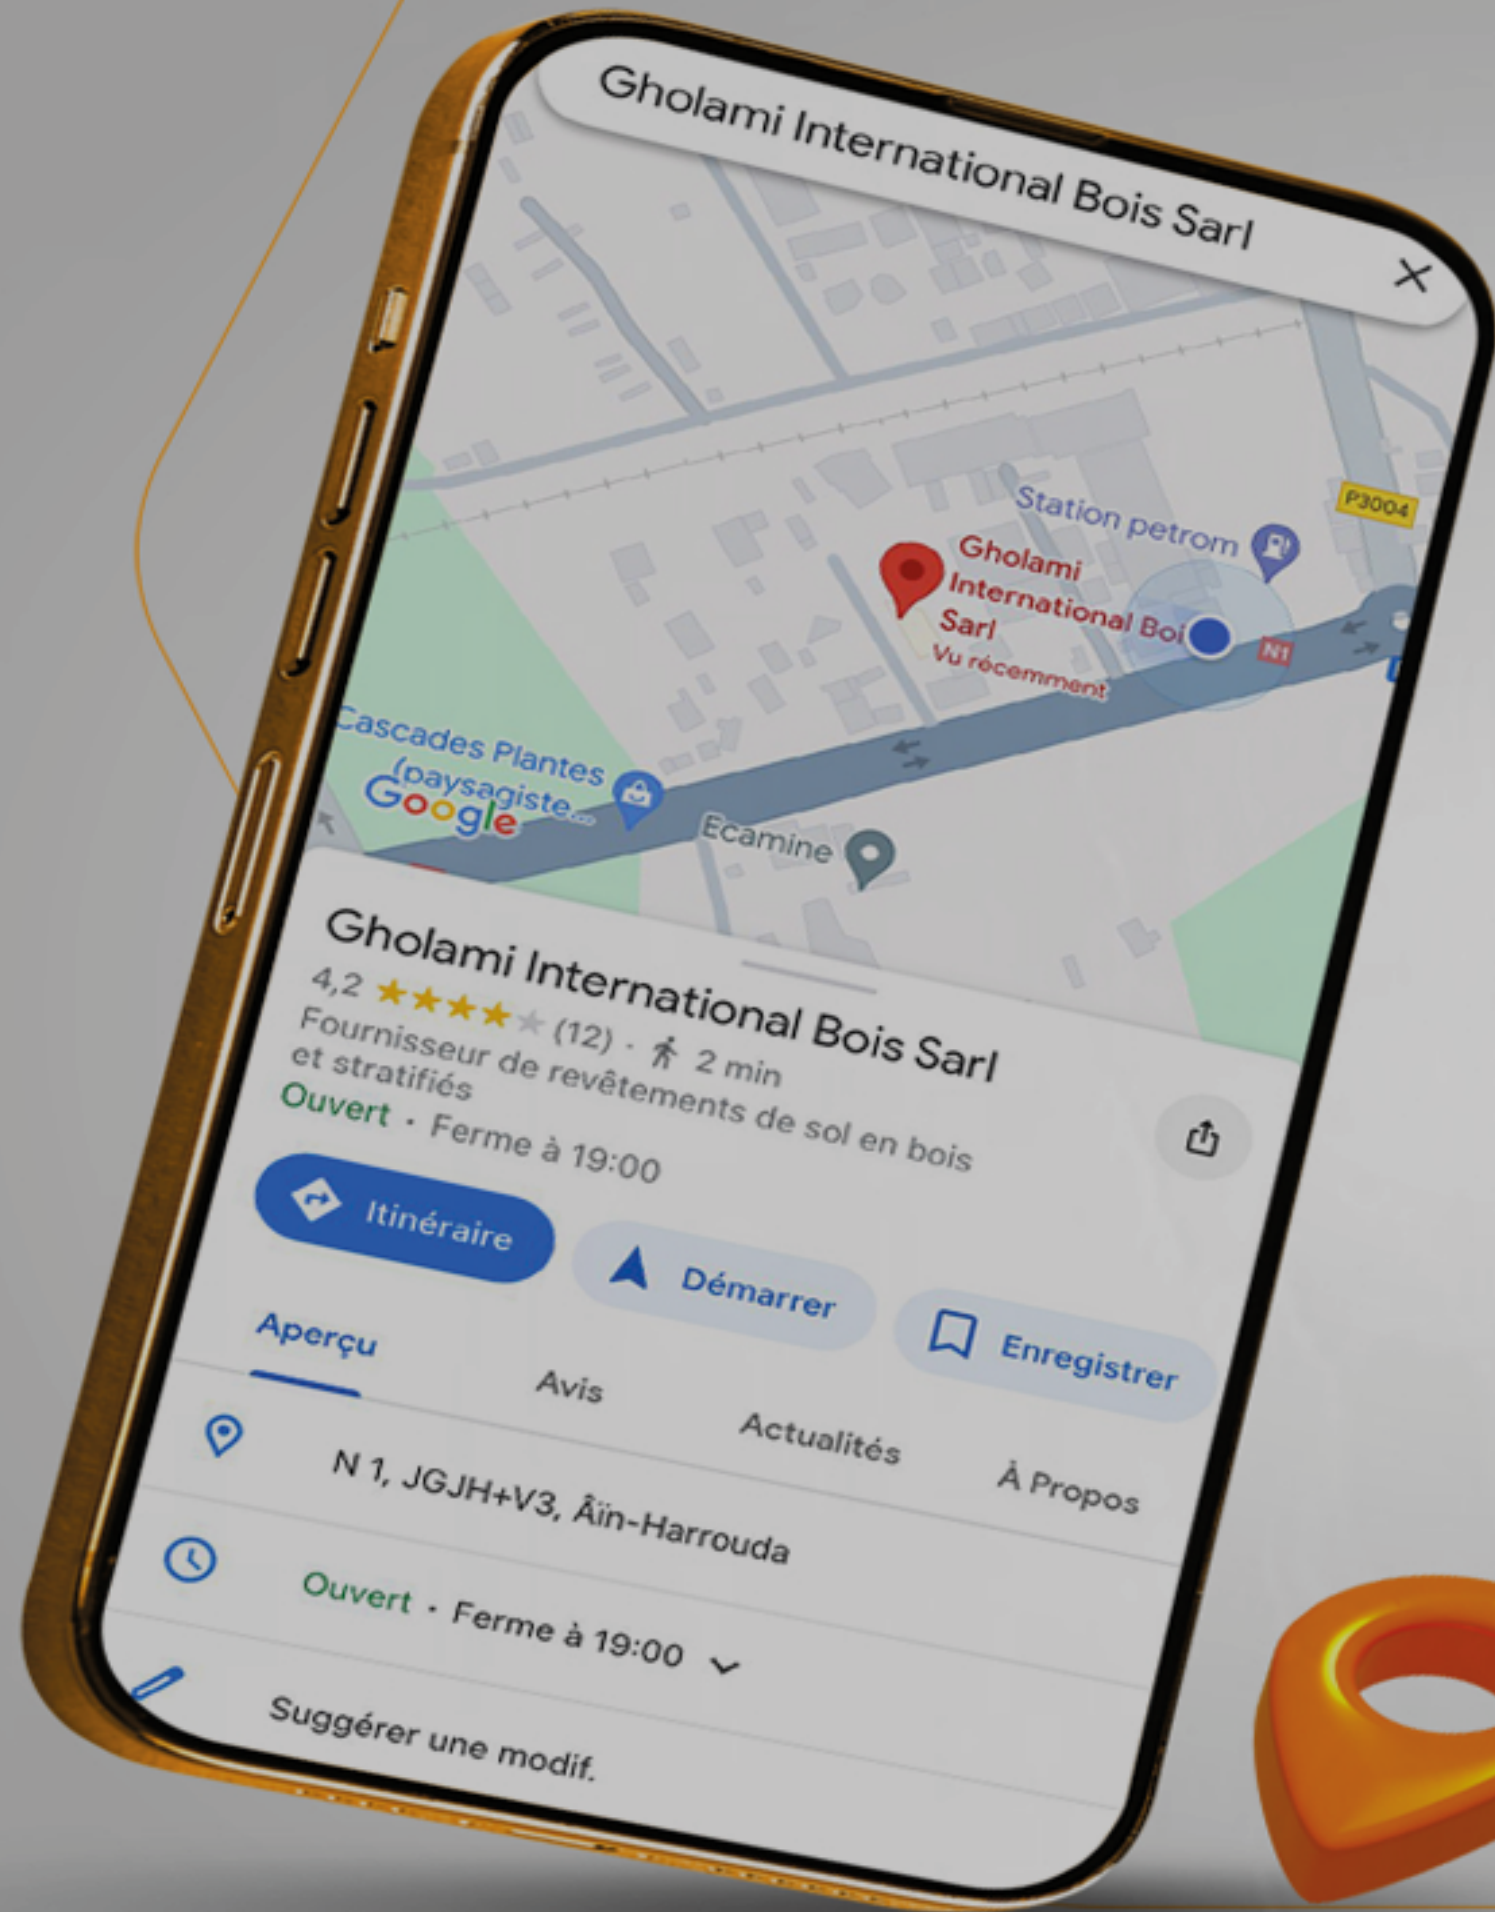 Gholami International Bois Sarl
P3004
Station petrom
Gholami
International Boi
Sarl
Vu récemment
N1
Cascades Plantes
(paysagiste...
Google
Ecamine
Gholami International Bois Sarl
4,2 (12) · 2 min
Fournisseur de revêtements de sol en bois
et stratifiés
Ouvert · Ferme à 19:00
Itinéraire
Démarrer
Enregistrer
Aperçu
Avis
Actualités
À Propos
N 1, JGJH+V3, Âïn-Harrouda
Ouvert · Ferme à 19:00
Suggérer une modif.